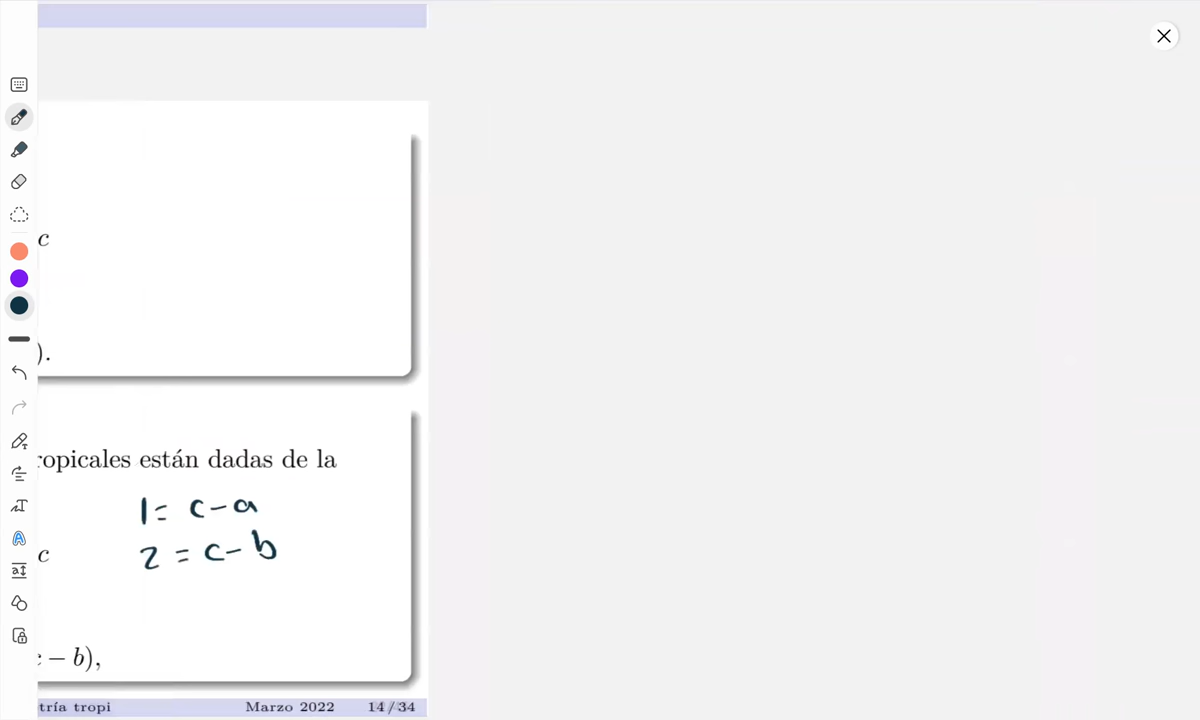 c
).
ropicales están dadas de la
1 = c - a
2 = c - b
c
c − b),
tría tropi Marzo 2022 14/34